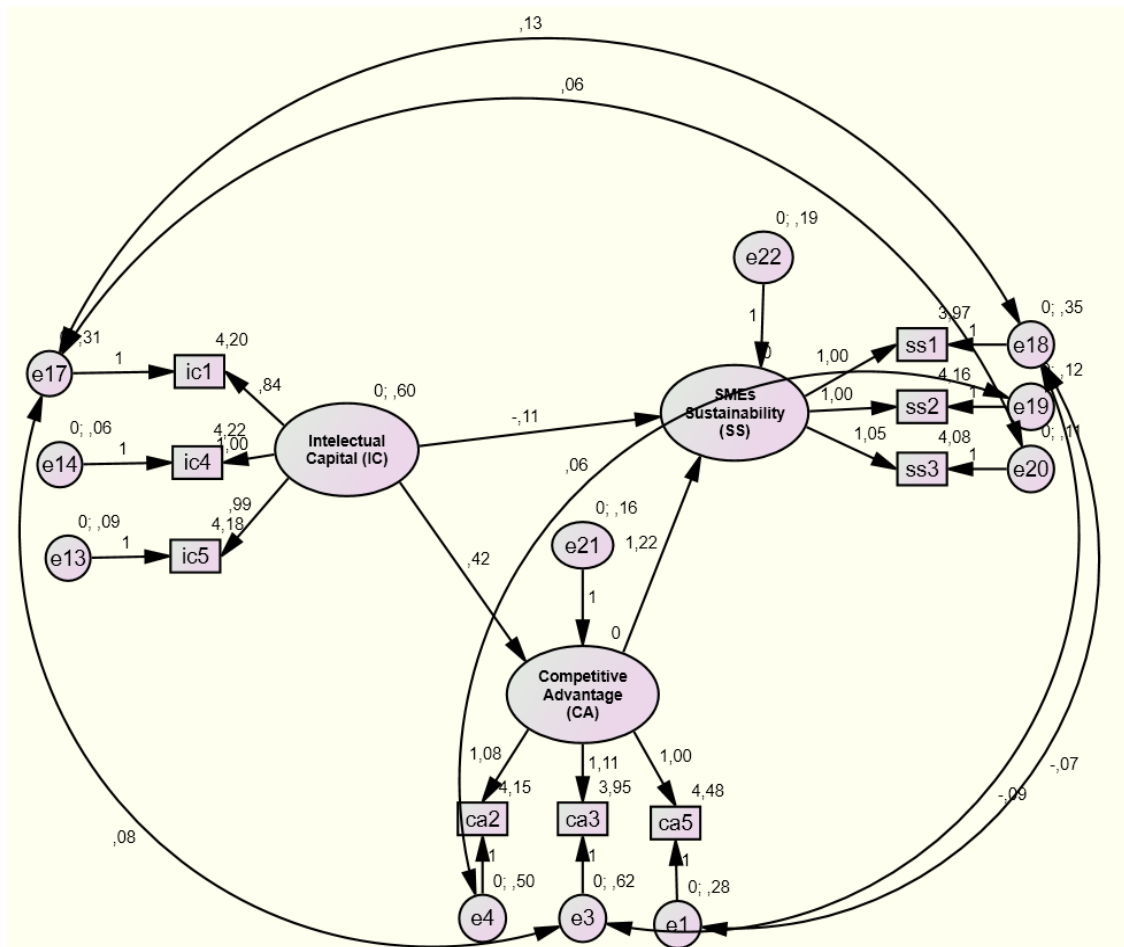 ,13
,06
0; ,19
e22
1
0
,31
4,20
1
e17
ic1
,84
0; ,60
Intelectual
Capital (IC)
-,11
SMEs
Sustainability
(SS)
1,00
1,00
1,05
3,97
1
0; ,35
ss1
e18
4,16
1
0; ,12
ss2
e19
4,08
1
0; ,11
ss3
e20
0; ,06
1
4,22
1,00
e14
ic4
0; ,09
1
,99
4,18
e13
ic5
,06
0; ,16
e21
1,22
,42
1
0
Competitive
Advantage
(CA)
1,08
1,11
1,00
4,15
3,95
4,48
ca2
ca3
ca5
1
1
1
0; ,50
0; ,62
0; ,28
e4
e3
e1
,08
-,07
-,09